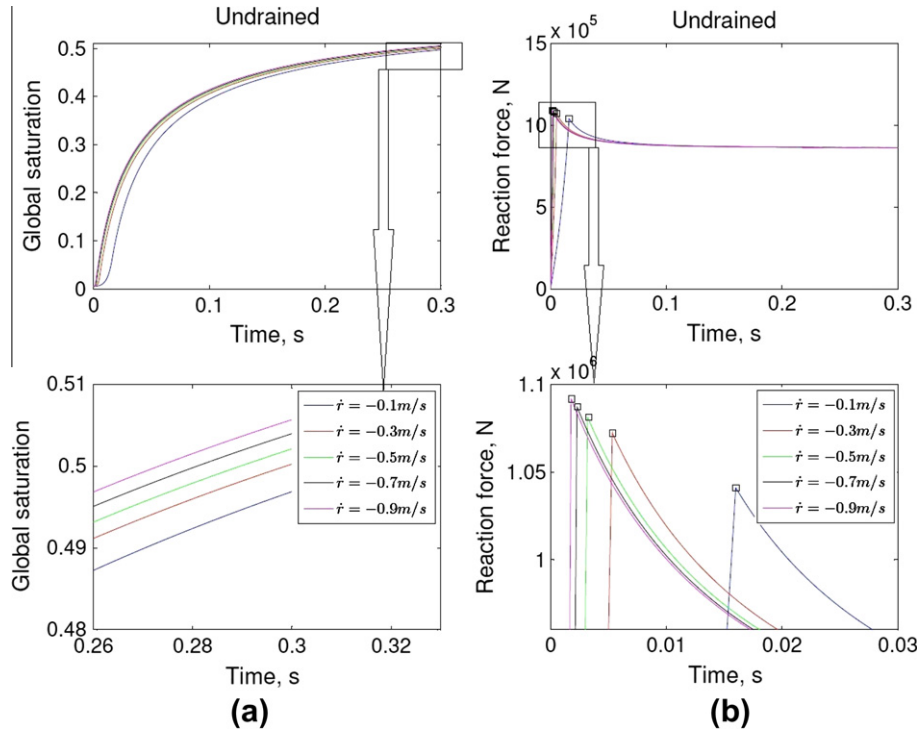 Undrained
0.5
0.4
0.3
0.2
0.1
0
Global saturation
0 0.1 0.2 0.3
Time, s
Undrained
x 10^5
15
10
5
0
Reaction force, N
0 0.1 0.2 0.3
Time, s
0.51
0.5
0.49
0.48
Global saturation
ṙ = −0.1m/s
ṙ = −0.3m/s
ṙ = −0.5m/s
ṙ = −0.7m/s
ṙ = −0.9m/s
0.26 0.28 0.3 0.32
Time, s
(a)
x 10^6
1.1
1.05
1
Reaction force, N
ṙ = −0.1m/s
ṙ = −0.3m/s
ṙ = −0.5m/s
ṙ = −0.7m/s
ṙ = −0.9m/s
0 0.01 0.02 0.03
Time, s
(b)